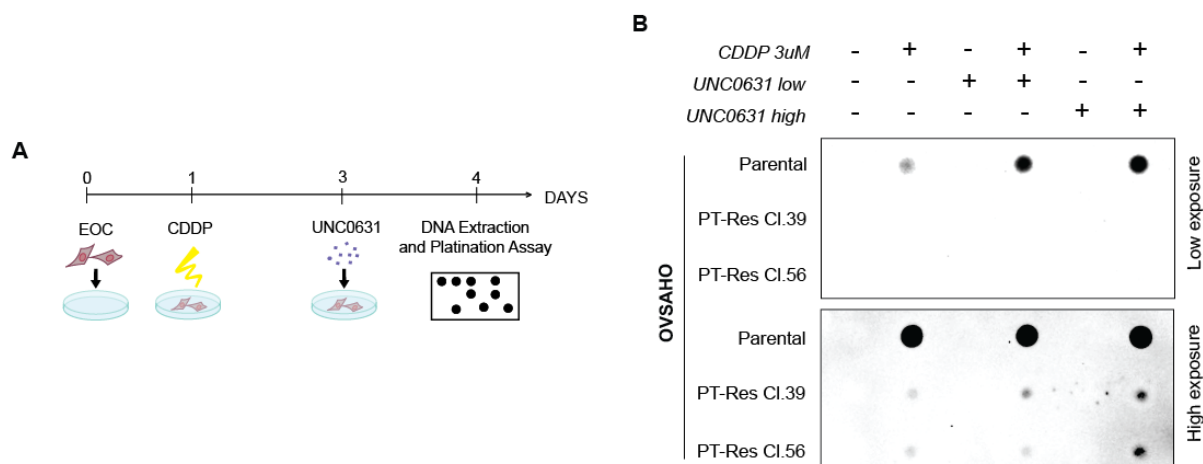 A
0 1 3 4
DAYS
EOC CDDP UNC0631 DNA Extraction
and Platination Assay
B
CDDP 3uM - + - + - +
UNC0631 low - - + + - -
UNC0631 high - - - - + +
OVSAHO
Parental
PT-Res Cl.39
PT-Res Cl.56
Low exposure
Parental
PT-Res Cl.39
PT-Res Cl.56
High exposure